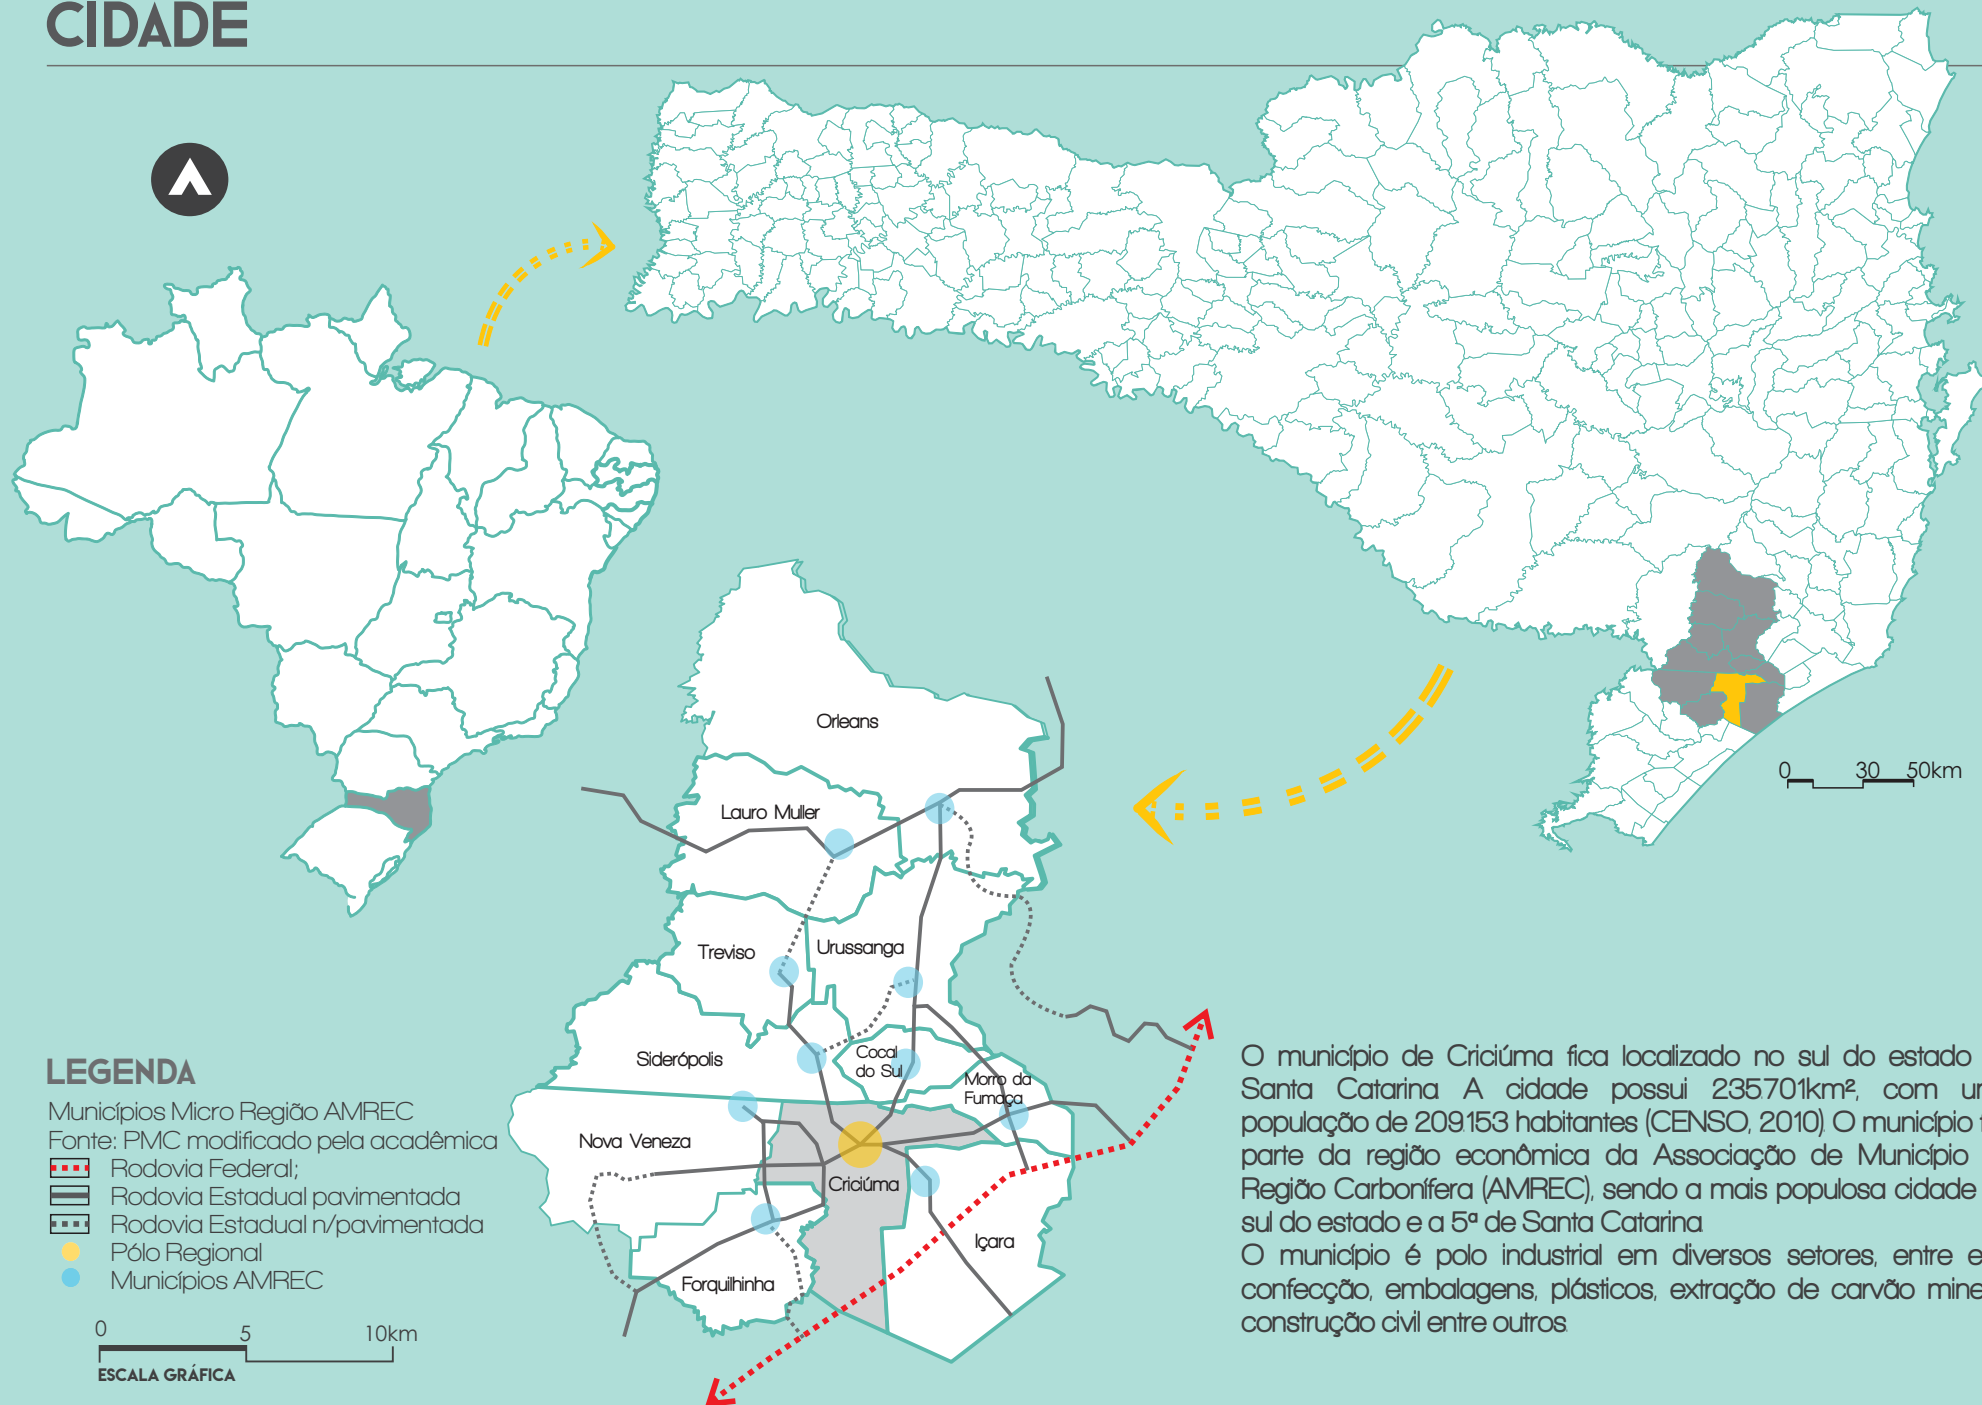 CIDADE
Orleans
Lauro Muller
Treviso
Urussanga
Siderópolis
Cocal
do Sul
Morro da
Fumaça
Nova Veneza
Criciúma
Içara
Forquilhinha
0 30 50km
LEGENDA
Municípios Micro Região AMREC
Fonte: PMC modificado pela acadêmica
Rodovia Federal;
Rodovia Estadual pavimentada
Rodovia Estadual n/pavimentada
Pólo Regional
Municípios AMREC
0 5 10km
ESCALA GRÁFICA
O município de Criciúma fica localizado no sul do estado
Santa Catarina. A cidade possui 235.701km², com
população de 209.153 habitantes (CENSO, 2010). O município
parte da região econômica da Associação de Município
Região Carbonífera (AMREC), sendo a mais populosa cidade
sul do estado e a 5ª de Santa Catarina.
O município é polo industrial em diversos setores, entre
confecção, embalagens, plásticos, extração de carvão
construção civil entre outros.